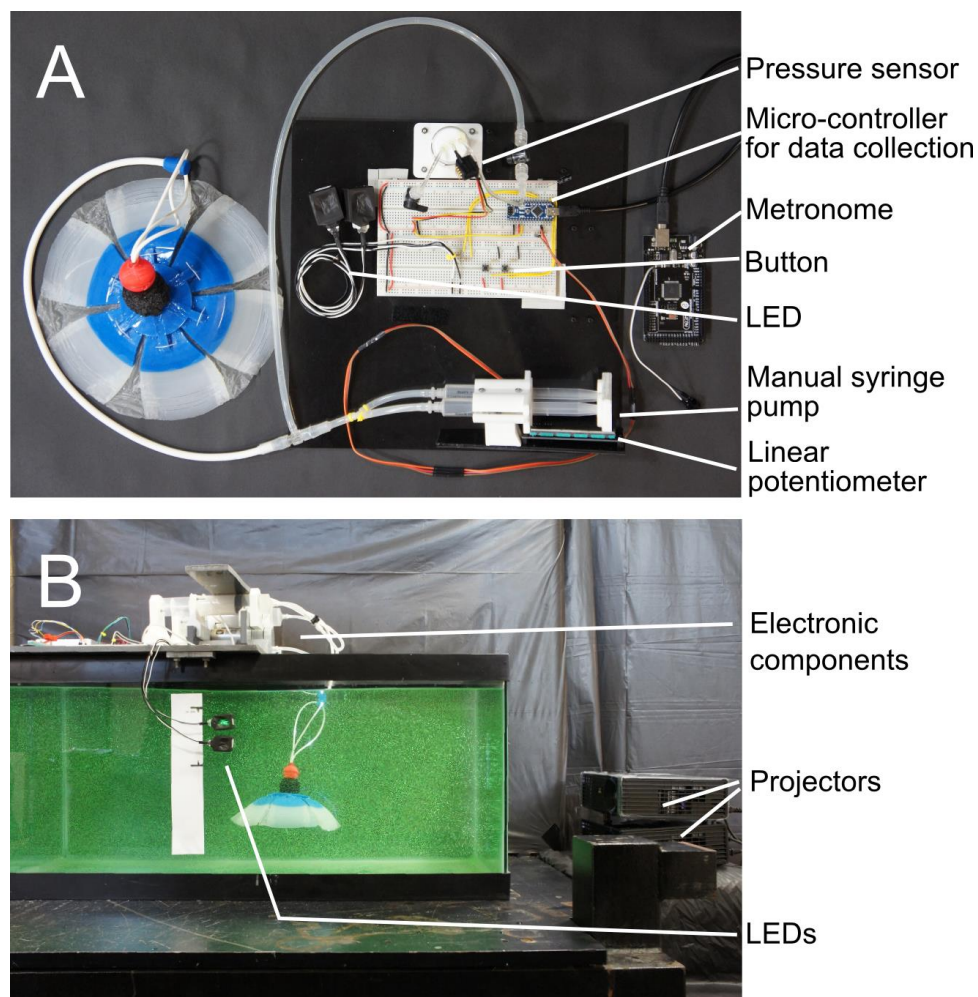 A
Pressure sensor
Micro-controller
for data collection
Metronome
Button
LED
Manual syringe
pump
Linear
potentiometer
B
Electronic
components
Projectors
LEDs